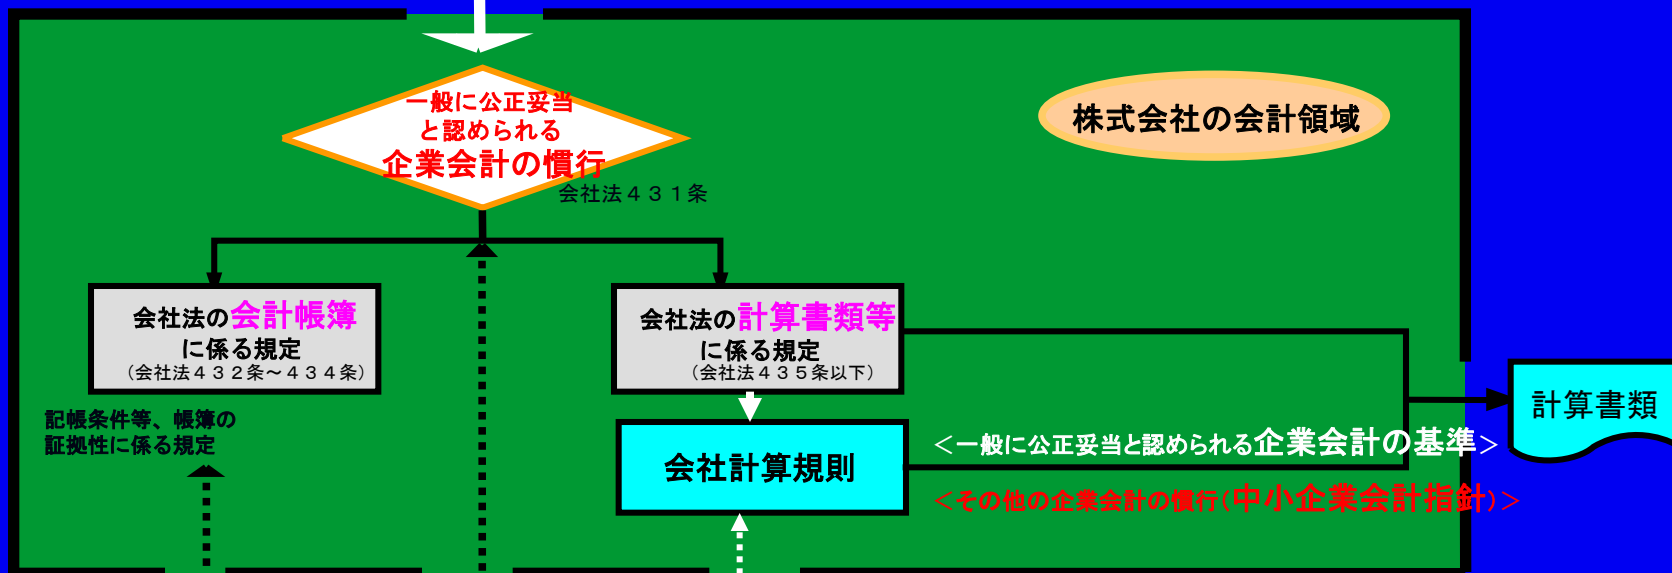 一般に公正妥当
と認められる
企業会計の慣行
会社法４３１条
株式会社の会計領域
会社法の会計帳簿
に係る規定
（会社法４３２条～４３４条）
会社法の計算書類等
に係る規定
（会社法４３５条以下）
記帳条件等、帳簿の
証拠性に係る規定
会社計算規則
＜一般に公正妥当と認められる企業会計の基準＞
＜その他の企業会計の慣行（中小企業会計指針）＞
計算書類